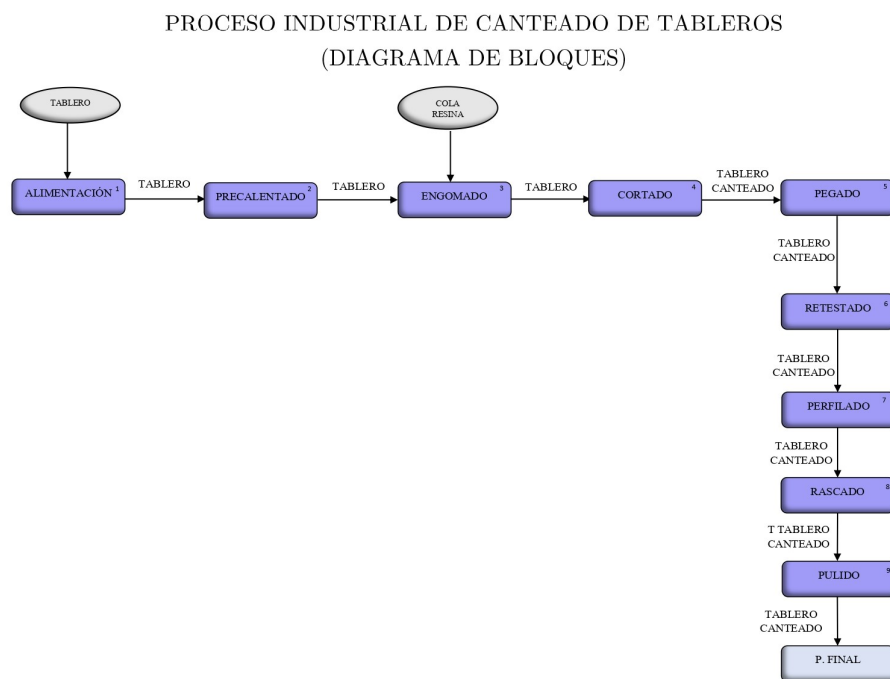 PROCESO INDUSTRIAL DE CANTEADO DE TABLEROS
(DIAGRAMA DE BLOQUES)
TABLERO
COLA
RESINA
ALIMENTACIÓN 1
TABLERO
PRECALENTADO 2
TABLERO
ENGOMADO 3
TABLERO
CORTADO 4
TABLERO
CANTEADO
PEGADO 5
TABLERO
CANTEADO
RETESTADO 6
TABLERO
CANTEADO
PERFILADO 7
TABLERO
CANTEADO
RASCADO 8
T TABLERO
CANTEADO
PULIDO 9
TABLERO
CANTEADO
P. FINAL